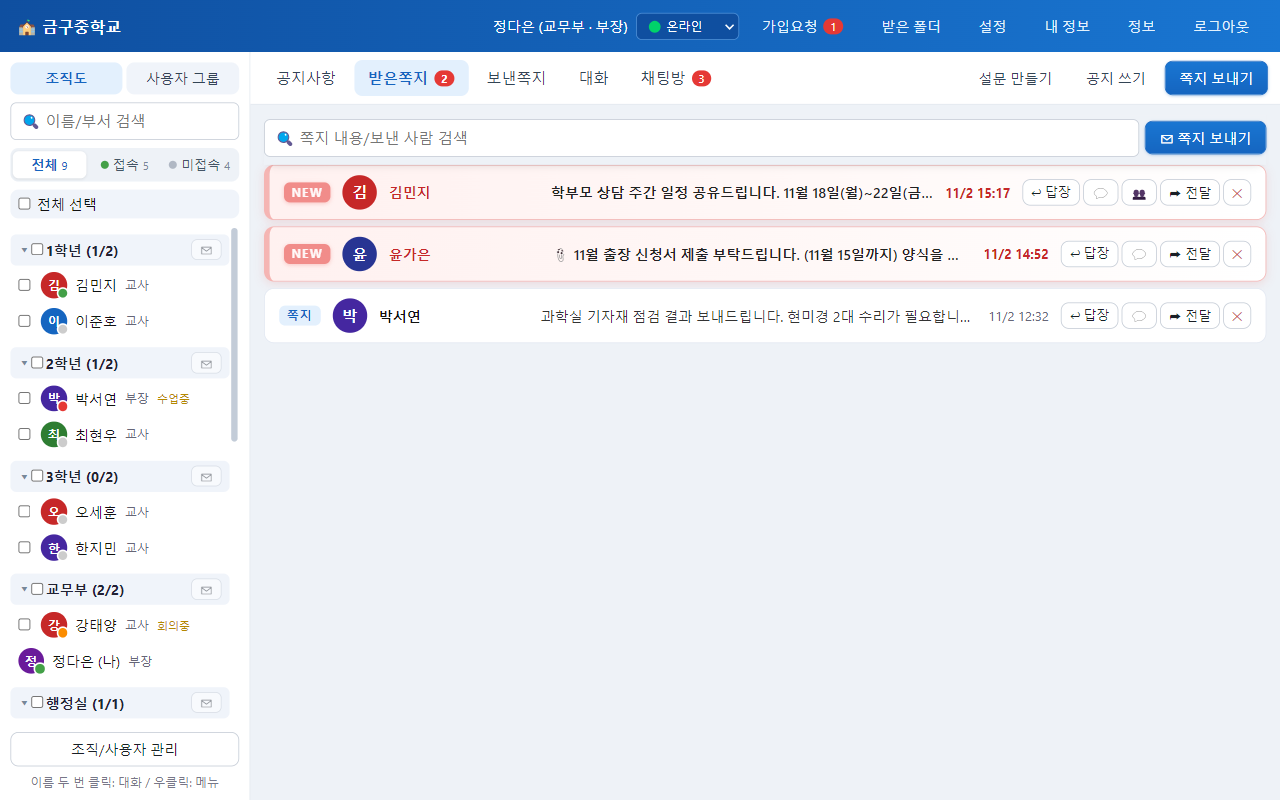 금구중학교
정다은 (교무부 · 부장) 온라인 가입요청 1 받은 폴더 설정 내 정보 정보 로그아웃
조직도 사용자 그룹
이름/부서 검색
전체 9 접속 5 미접속 4
전체 선택
1학년 (1/2)
김 김민지 교사
이 이준호 교사
2학년 (1/2)
박 박서연 부장 수업중
최 최현우 교사
3학년 (0/2)
오 오세훈 교사
한 한지민 교사
교무부 (2/2)
강 강태양 교사 회의중
정 정다은 (나) 부장
행정실 (1/1)
조직/사용자 관리
이름 두 번 클릭: 대화 / 우클릭: 메뉴
공지사항 받은쪽지 2 보낸쪽지 대화 채팅방 3 설문 만들기 공지 쓰기 쪽지 보내기
쪽지 내용/보낸 사람 검색 쪽지 보내기
NEW 김 김민지 학부모 상담 주간 일정 공유드립니다. 11월 18일(월)~22일(금... 11/2 15:17 답장 전달
NEW 윤 윤가은 11월 출장 신청서 제출 부탁드립니다. (11월 15일까지) 양식을 ... 11/2 14:52 답장 전달
쪽지 박 박서연 과학실 기자재 점검 결과 보내드립니다. 현미경 2대 수리가 필요합니... 11/2 12:32 답장 전달